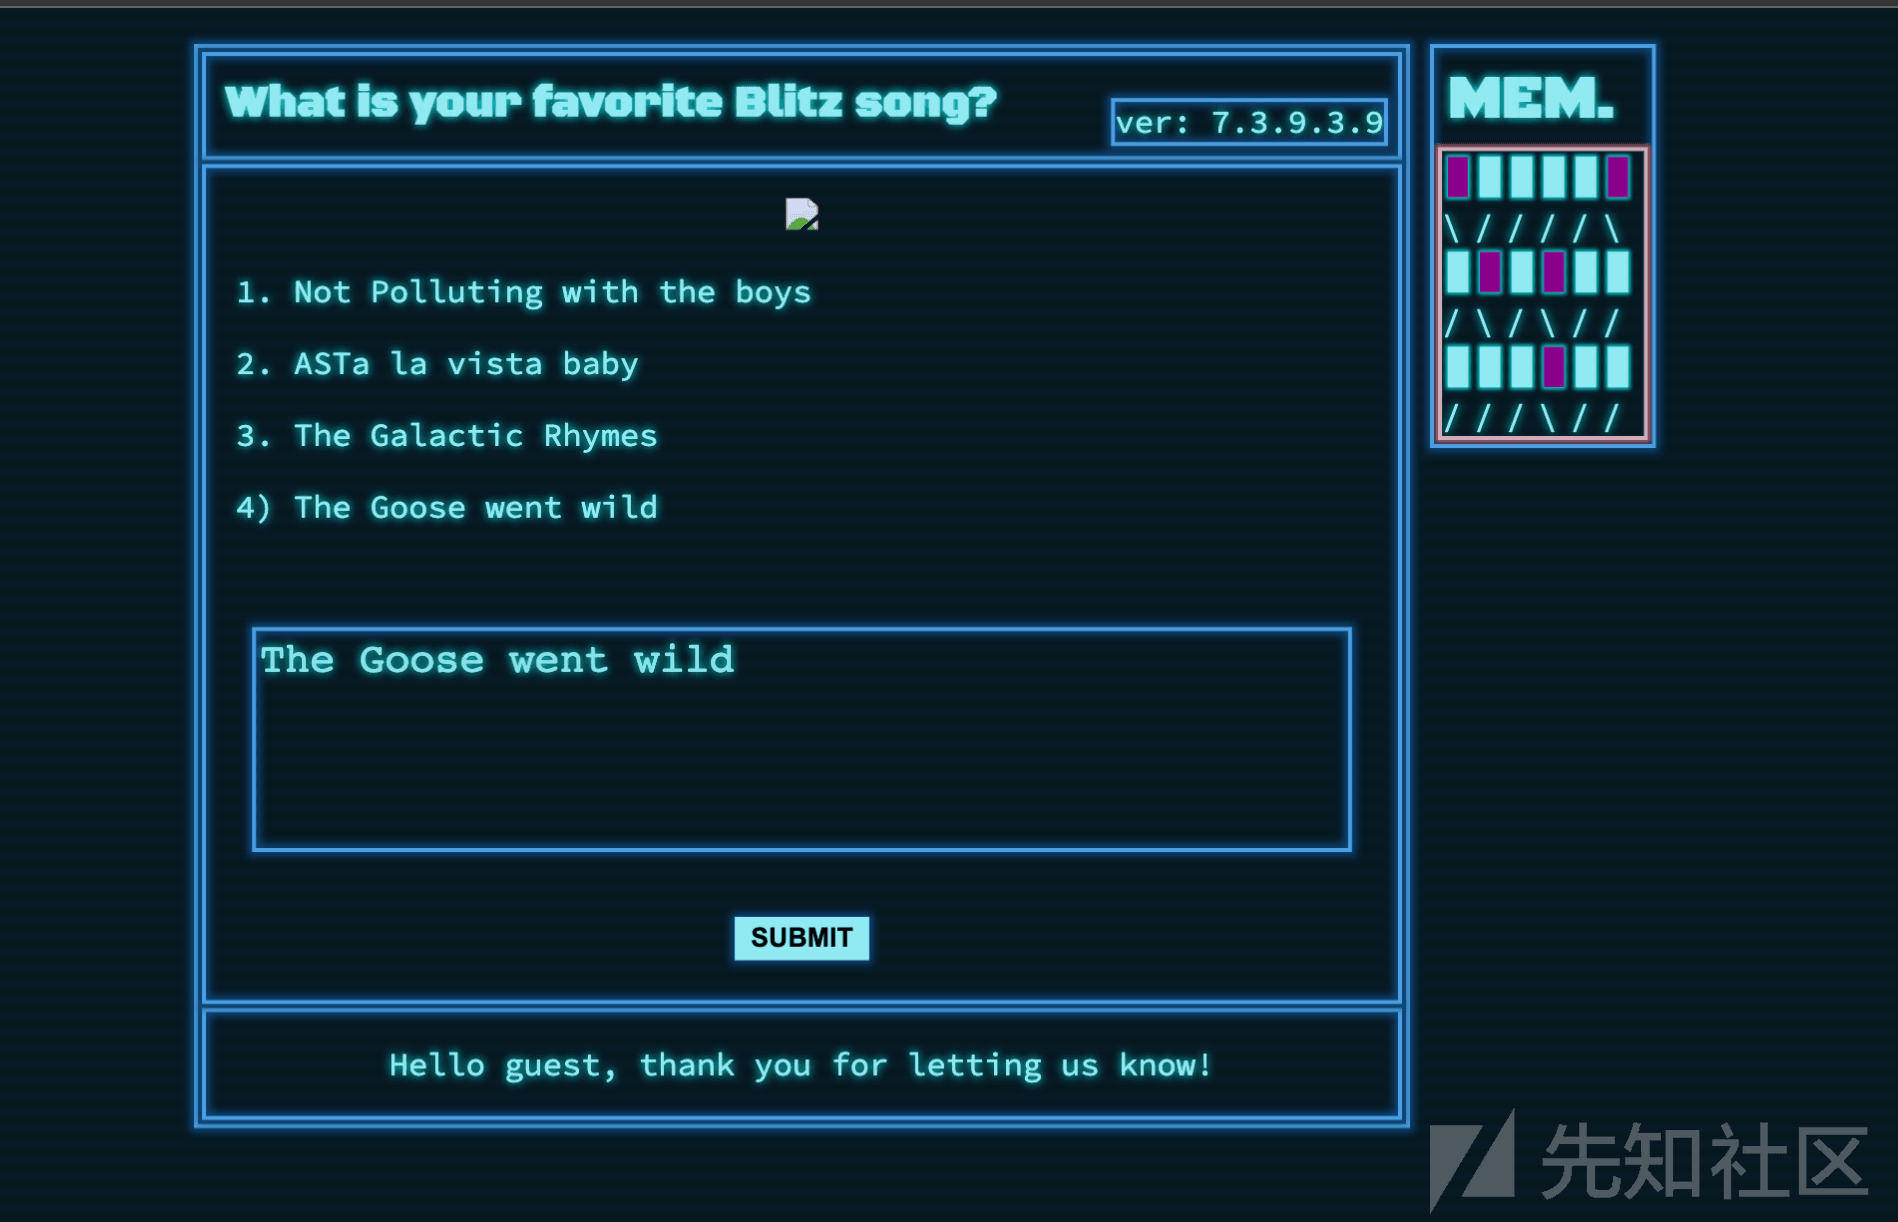 What is your favorite Blitz song?
ver: 7.3.9.3.9
1. Not Polluting with the boys
2. ASTa la vista baby
3. The Galactic Rhymes
4) The Goose went wild
The Goose went wild
SUBMIT
Hello guest, thank you for letting us know!
MEM.
\ / / / / \
/ \ / \ / /
/ / / \ / /
先知社区